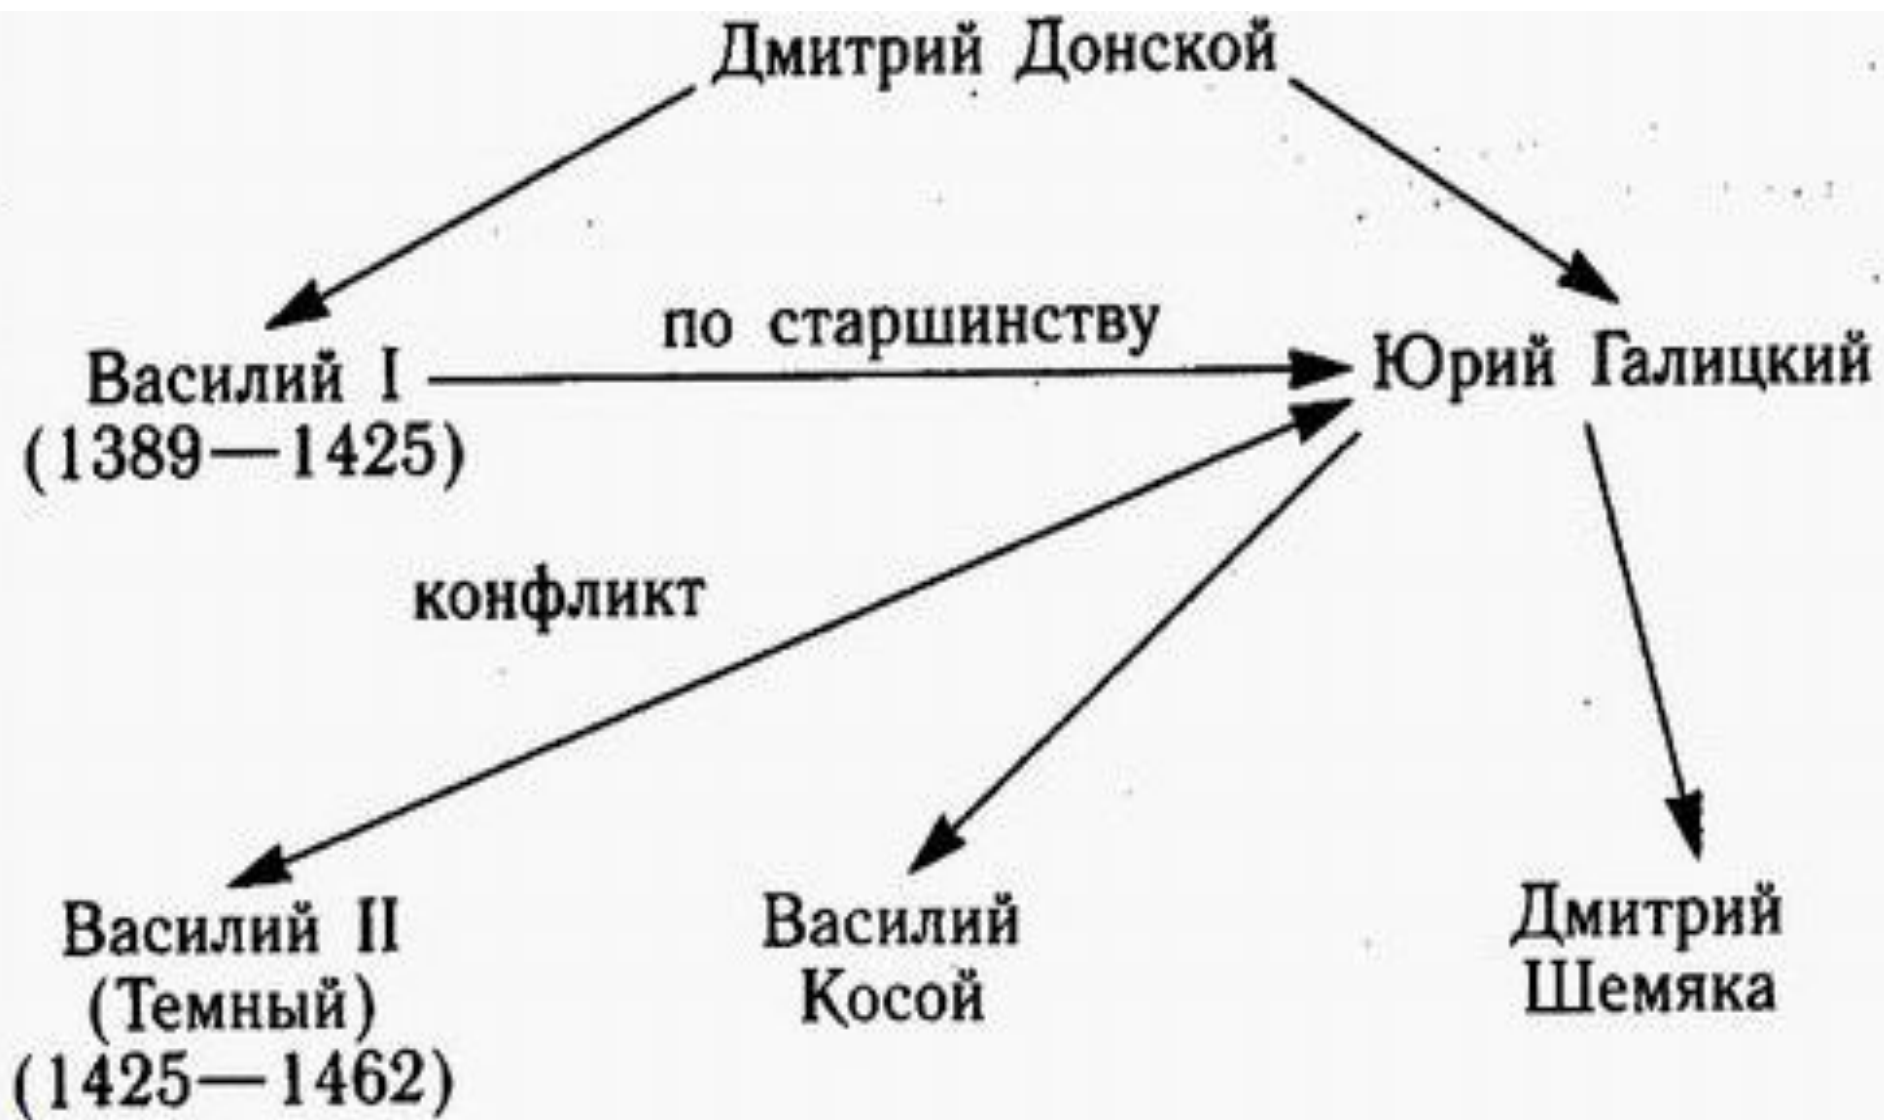 Дмитрий Донской
по старшинству
Василий I
(1389—1425)
Юрий Галицкий
конфликт
Василий II
(Темный)
(1425—1462)
Василий
Косой
Дмитрий
Шемяка